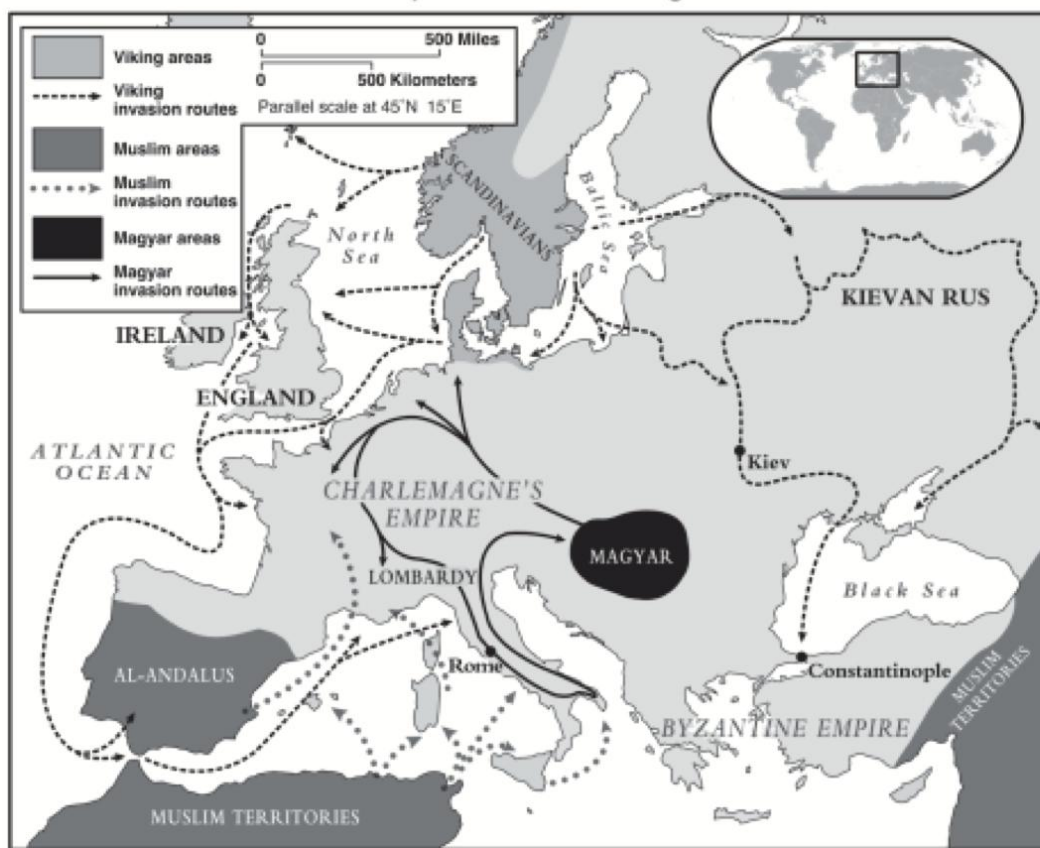 0 500 Miles
0 500 Kilometers
Parallel scale at 45°N 15°E
Viking areas
Viking
invasion routes
Muslim areas
Muslim
invasion routes
Magyar areas
Magyar
invasion routes
SCANDINAVIANS
Baltic Sea
North
Sea
KIEVAN RUS
IRELAND
ENGLAND
ATLANTIC
OCEAN
Kiev
CHARLEMAGNE'S
EMPIRE
MAGYAR
LOMBARDY
Black Sea
Rome
AL-ANDALUS
Constantinople
MUSLIM
TERRITORIES
BYZANTINE EMPIRE
MUSLIM TERRITORIES